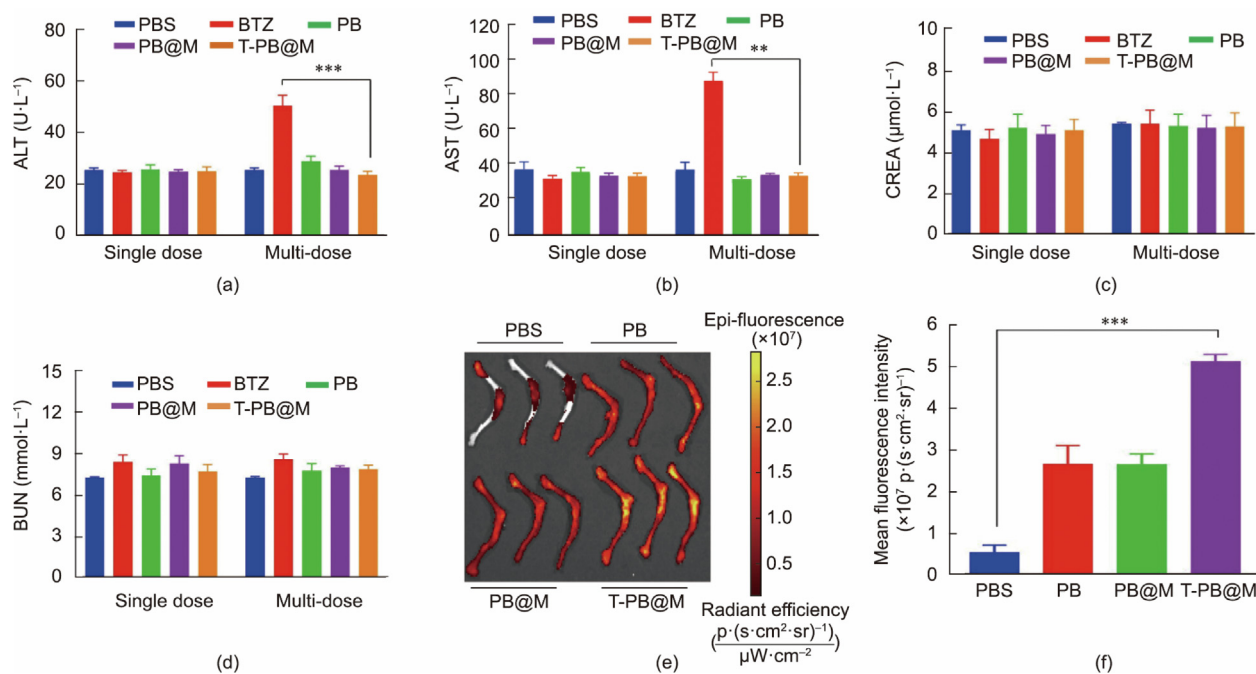 PBS BTZ PB
PB@M T-PB@M
ALT (U·L⁻¹)
80
60
40
20
0
***
Single dose Multi-dose
(a)
PBS BTZ PB
PB@M T-PB@M
AST (U·L⁻¹)
120
100
80
60
40
20
0
**
Single dose Multi-dose
(b)
PBS BTZ PB
PB@M T-PB@M
CREA (μmol·L⁻¹)
10
8
6
4
2
0
Single dose Multi-dose
(c)
PBS BTZ PB
PB@M T-PB@M
BUN (mmol·L⁻¹)
15
12
9
6
3
0
Single dose Multi-dose
(d)
PBS PB
PB@M T-PB@M
Epi-fluorescence
(×10⁷)
2.5
2.0
1.5
1.0
0.5
Radiant efficiency
(p·(s·cm²·sr)⁻¹)
μW·cm⁻²
(e)
Mean fluorescence intensity
(×10⁷ p·(s·cm²·sr)⁻¹)
6
5
4
3
2
1
0
***
PBS PB PB@M T-PB@M
(f)